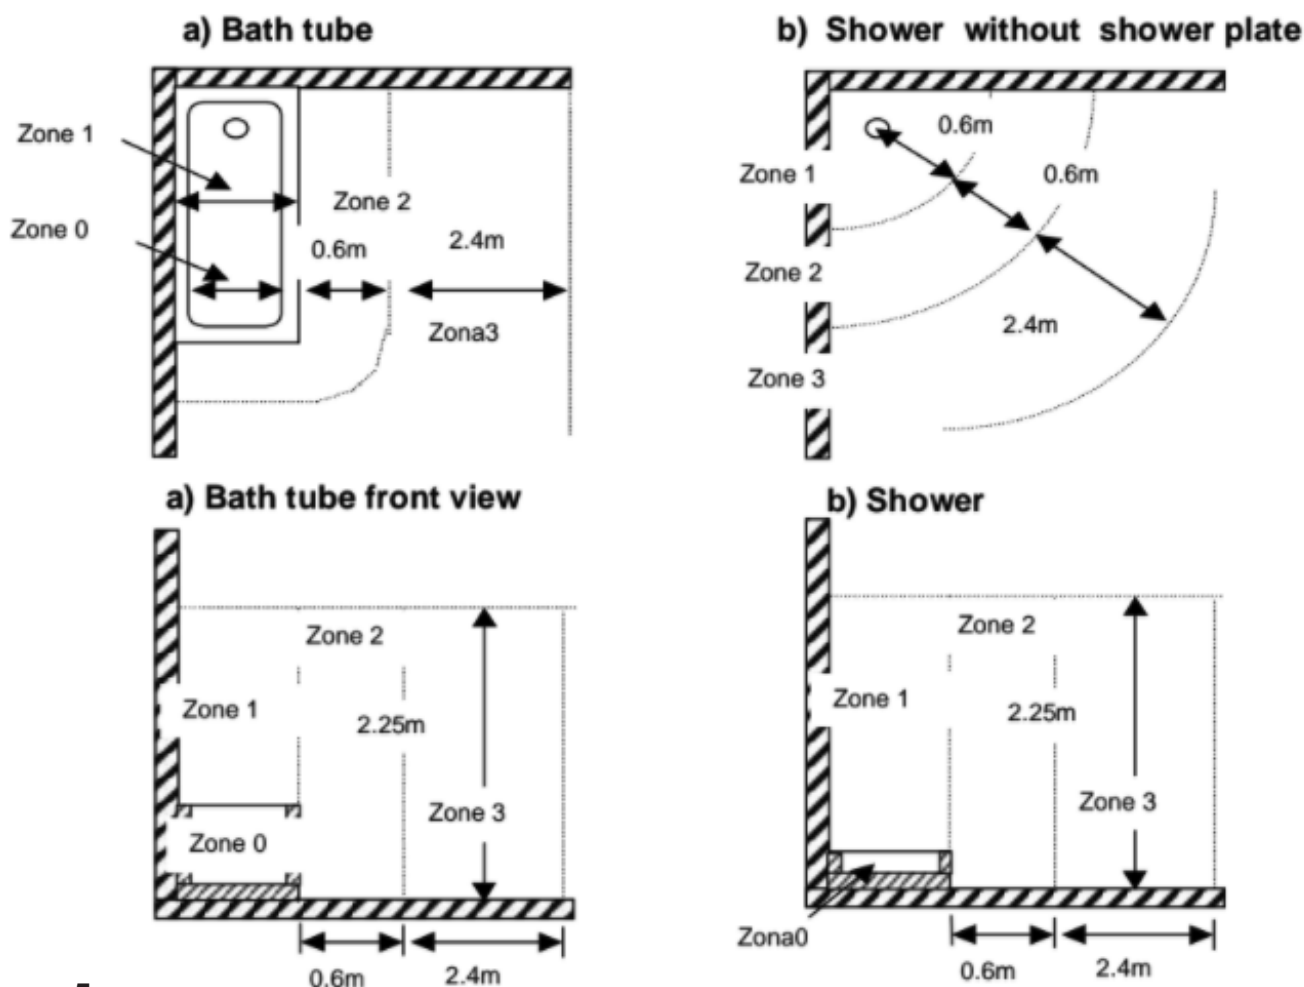 a) Bath tube
Zone 1
Zone 0
Zone 2
0.6m
2.4m
Zona3
b) Shower without shower plate
0.6m
0.6m
Zone 1
Zone 2
2.4m
Zone 3
a) Bath tube front view
Zone 2
Zone 1
2.25m
Zone 3
Zone 0
0.6m
2.4m
b) Shower
Zone 2
Zone 1
2.25m
Zone 3
Zona0
0.6m
2.4m